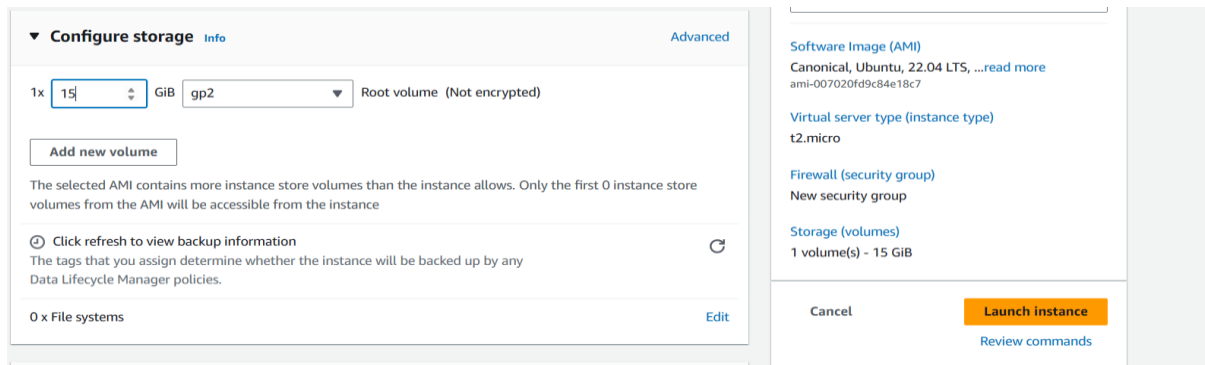 Configure storage Info
Advanced
1x 15 GiB gp2 Root volume (Not encrypted)
Add new volume
The selected AMI contains more instance store volumes than the instance allows. Only the first 0 instance store
volumes from the AMI will be accessible from the instance
Click refresh to view backup information
The tags that you assign determine whether the instance will be backed up by any
Data Lifecycle Manager policies.
0 x File systems
Edit
Software Image (AMI)
Canonical, Ubuntu, 22.04 LTS, ...read more
ami-007020fd9c84e18c7
Virtual server type (instance type)
t2.micro
Firewall (security group)
New security group
Storage (volumes)
1 volume(s) - 15 GiB
Cancel
Launch instance
Review commands